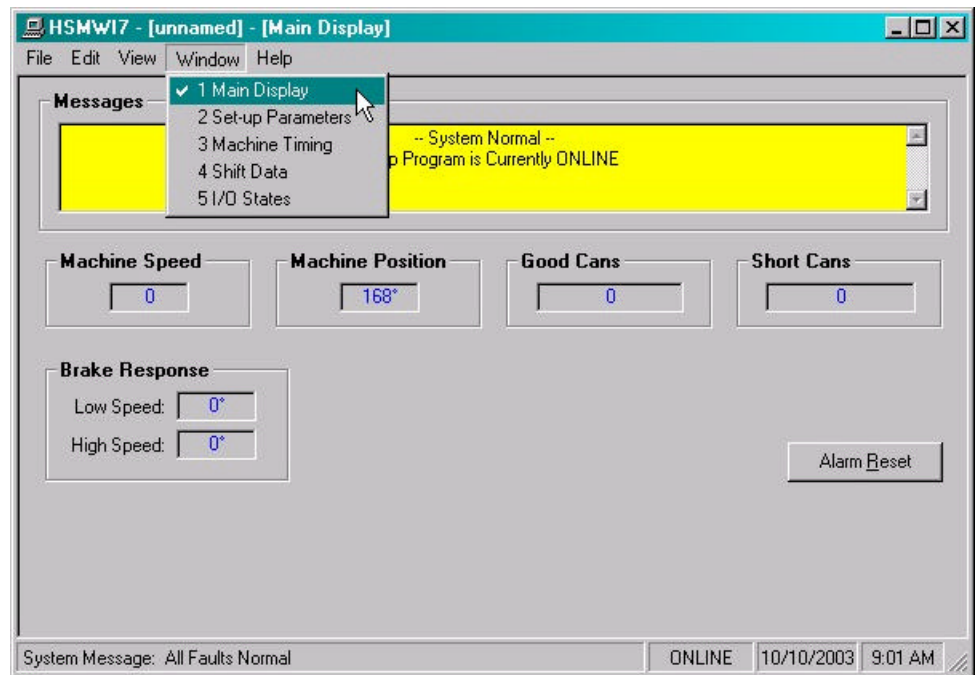 HSMWI7 - [unnamed] - [Main Display]
File Edit View Window Help
1 Main Display
2 Set-up Parameters
3 Machine Timing
4 Shift Data
5 I/O States
Messages
-- System Normal --
p Program is Currently ONLINE
Machine Speed Machine Position Good Cans Short Cans
0 168° 0 0
Brake Response
Low Speed: 0°
High Speed: 0°
Alarm Reset
System Message: All Faults Normal ONLINE 10/10/2003 9:01 AM